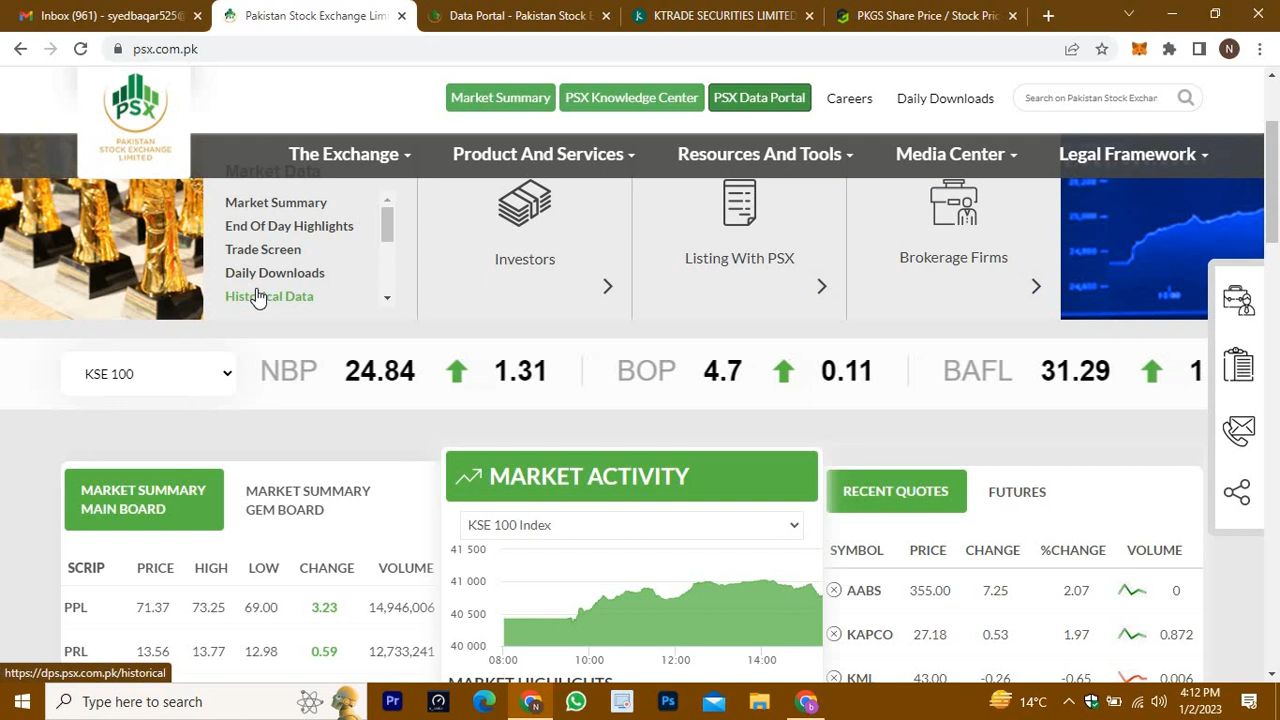 Inbox (961) - syedbaqar525@
Pakistan Stock Exchange Lim
Data Portal - Pakistan Stock E
KTRADE SECURITIES LIMITED
PKGS Share Price / Stock Pric
psx.com.pk
N
PSX
PAKISTAN
STOCK EXCHANGE
LIMITED
Market Summary
PSX Knowledge Center
PSX Data Portal
Careers
Daily Downloads
Search on Pakistan Stock Exchar
The Exchange
Product And Services
Resources And Tools
Media Center
Legal Framework
Market Data
Market Summary
End Of Day Highlights
Trade Screen
Daily Downloads
Historical Data
Investors
Listing With PSX
Brokerage Firms
KSE 100
NBP 24.84 1.31
BOP 4.7 0.11
BAFL 31.29 1
MARKET SUMMARY
MAIN BOARD
MARKET SUMMARY
GEM BOARD
SCRIP PRICE HIGH LOW CHANGE VOLUME
PPL 71.37 73.25 69.00 3.23 14,946,006
PRL 13.56 13.77 12.98 0.59 12,733,241
MARKET ACTIVITY
KSE 100 Index
41 500
41 000
40 500
40 000
08:00 10:00 12:00 14:00
MARKET HIGHLIGHTS
RECENT QUOTES
FUTURES
SYMBOL PRICE CHANGE %CHANGE VOLUME
AABS 355.00 7.25 2.07 0
KAPCO 27.18 0.53 1.97 0.872
KML 43.00 -0.26 -0.65 0.006
https://dps.psx.com.pk/historical
Type here to search
14°C
4:12 PM
1/2/2023